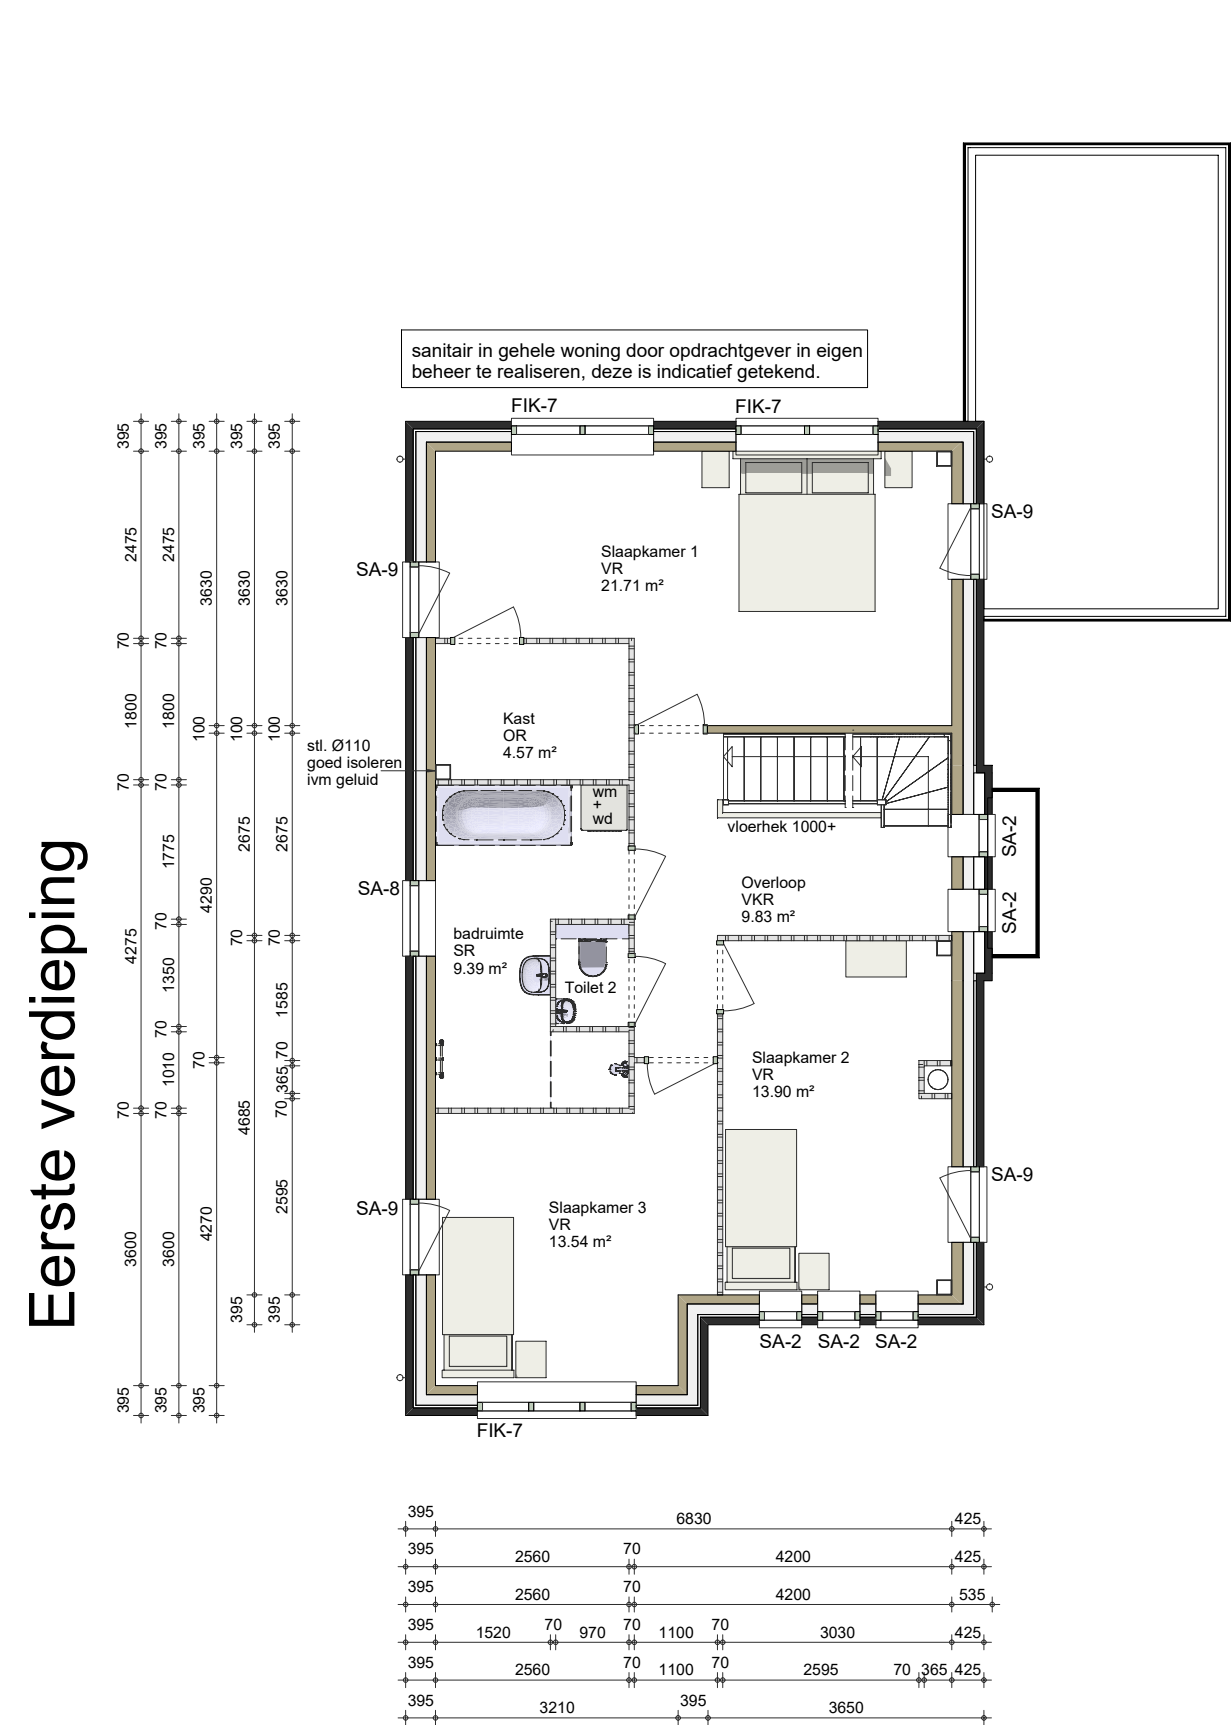 sanitair in gehele woning door opdrachtgever in eigen
beheer te realiseren, deze is indicatief getekend.
FIK-7
FIK-7
395
395
395
395
395
2475
2475
3630
3630
3630
SA-9
SA-9
Slaapkamer 1
VR
21.71 m²
70
70
1800
1800
100
100
100
Kast
OR
4.57 m²
stl. Ø110
goed isoleren
ivm geluid
70
70
wm
+
wd
vloerhek 1000+
SA-2
SA-2
1775
2675
2675
4290
SA-8
Overloop
VKR
9.83 m²
badruimte
SR
9.39 m²
Toilet 2
4275
70
70
70
1350
1585
70
70
70
1010
365
70
4685
70
70
Slaapkamer 2
VR
13.90 m²
SA-9
SA-9
Slaapkamer 3
VR
13.54 m²
3600
3600
4270
2595
395
395
395
395
395
SA-2
SA-2
SA-2
FIK-7
Eerste verdieping
395
6830
425
395
2560
70
4200
425
395
2560
70
4200
535
395
1520
70
970
70
1100
70
3030
425
395
2560
70
1100
70
2595
70
365
425
395
3210
395
3650